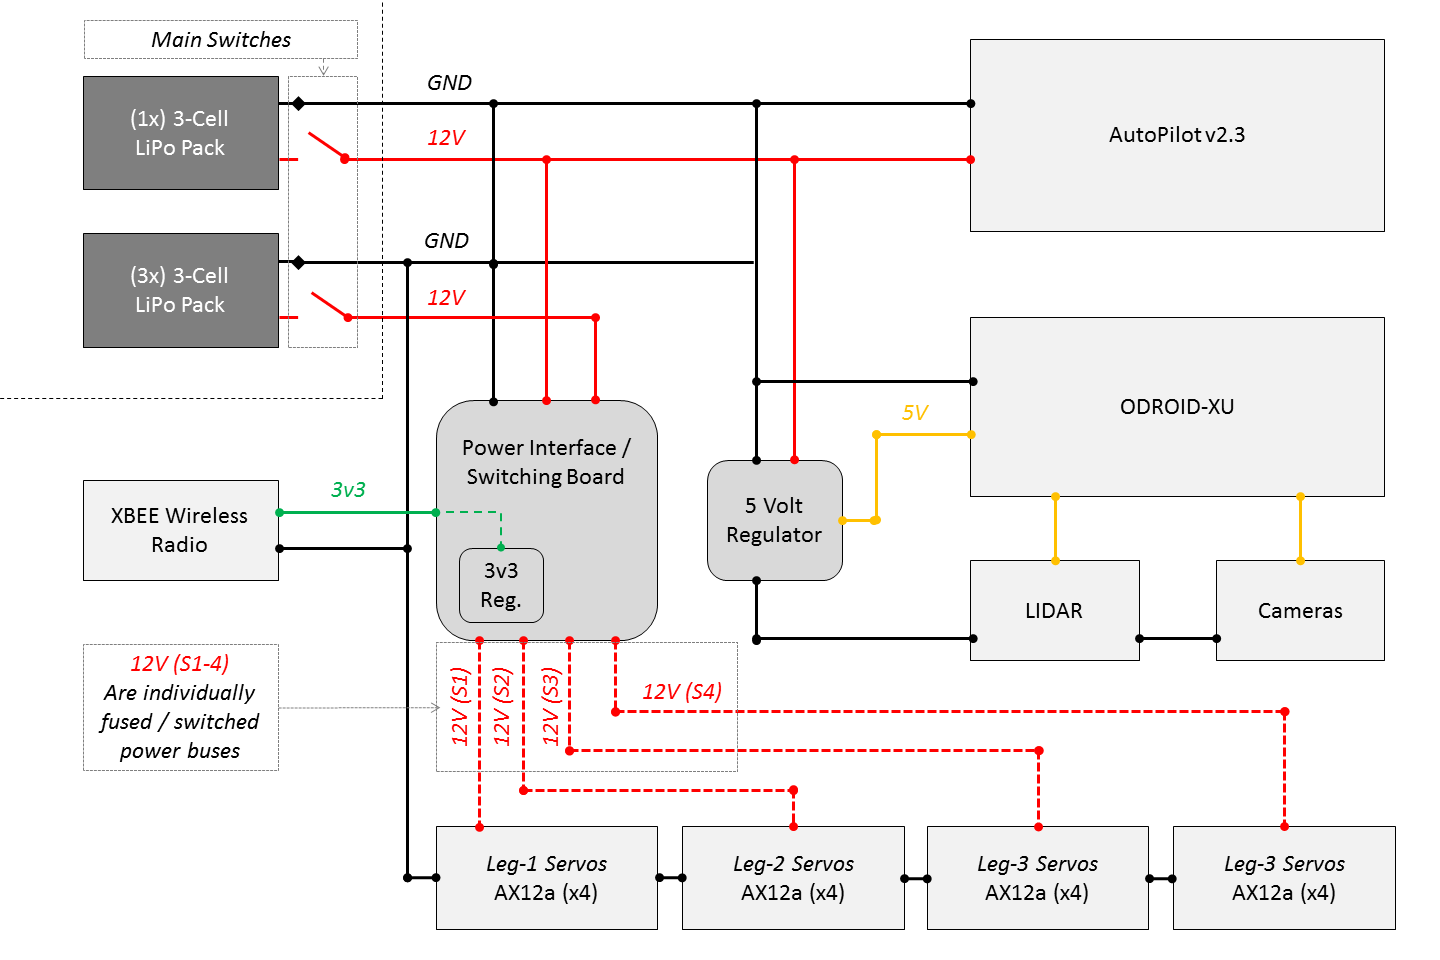 Main Switches
(1x) 3-Cell
LiPo Pack
GND
12V
AutoPilot v2.3
(3x) 3-Cell
LiPo Pack
GND
12V
Power Interface /
Switching Board
3v3
Reg.
5 Volt
Regulator
5V
ODROID-XU
XBEE Wireless
Radio
3v3
LIDAR
Cameras
12V (S1-4)
Are individually
fused / switched
power buses
12V (S1)
12V (S2)
12V (S3)
12V (S4)
Leg-1 Servos
AX12a (x4)
Leg-2 Servos
AX12a (x4)
Leg-3 Servos
AX12a (x4)
Leg-3 Servos
AX12a (x4)